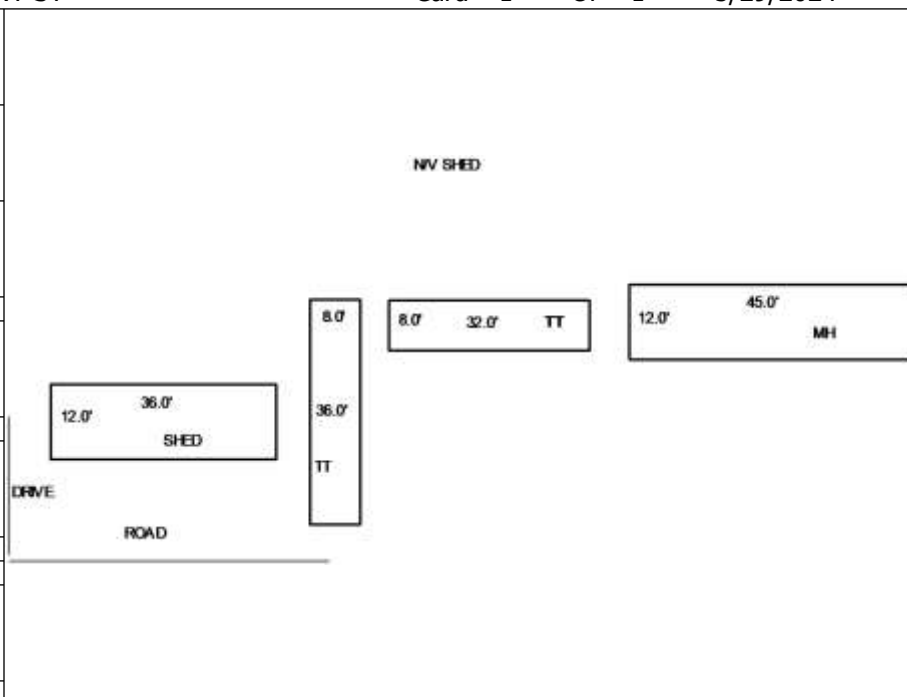 Card 1 Of 1
N/V SHED
45.0'
8.0'
8.0' 32.0' TT
12.0'
MH
36.0'
12.0'
36.0'
SHED
TT
DRIVE
ROAD